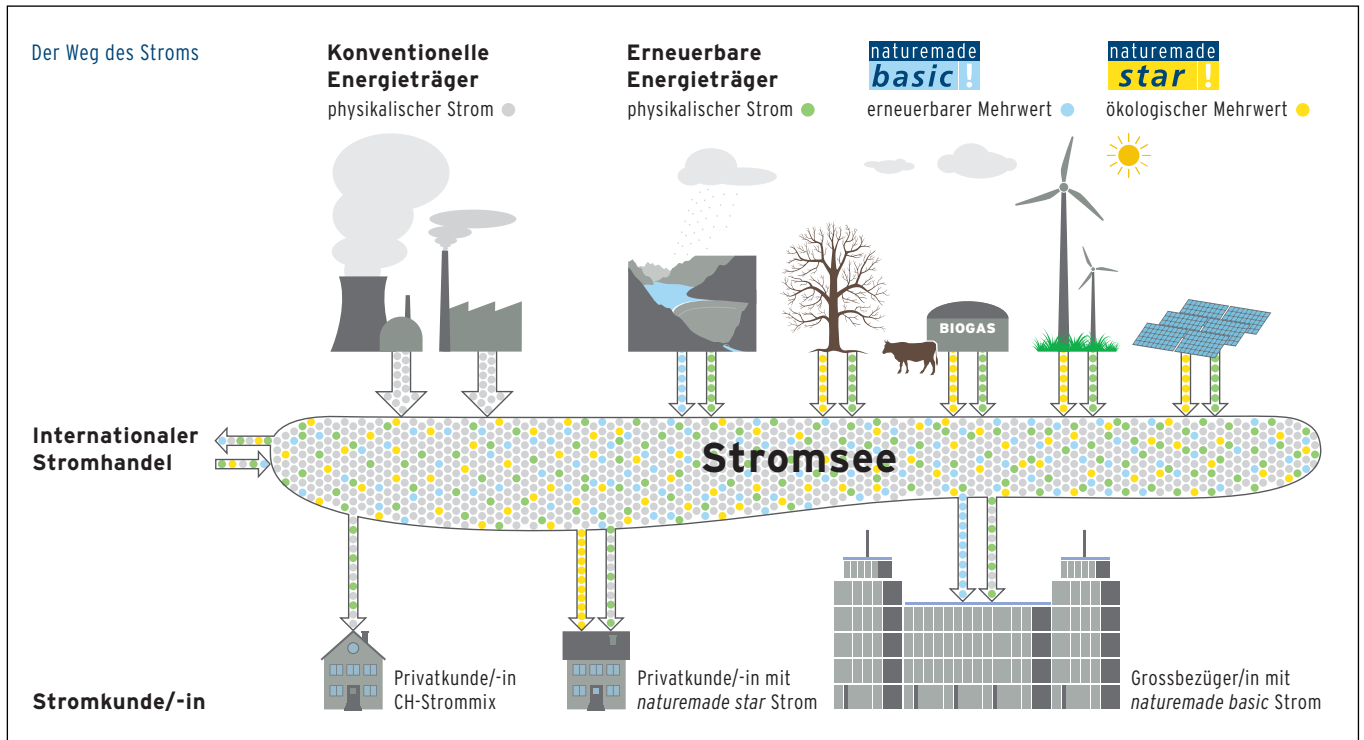 Der Weg des Stroms
Konventionelle
Energieträger
physikalischer Strom
Erneuerbare
Energieträger
physikalischer Strom
naturemade
basic!
erneuerbarer Mehrwert
naturemade
star!
ökologischer Mehrwert
BIOGAS
Internationaler
Stromhandel
Stromsee
Stromkunde/-in
Privatkunde/-in
CH-Strommix
Privatkunde/-in mit
naturemade star Strom
Grossbezüger/in mit
naturemade basic Strom